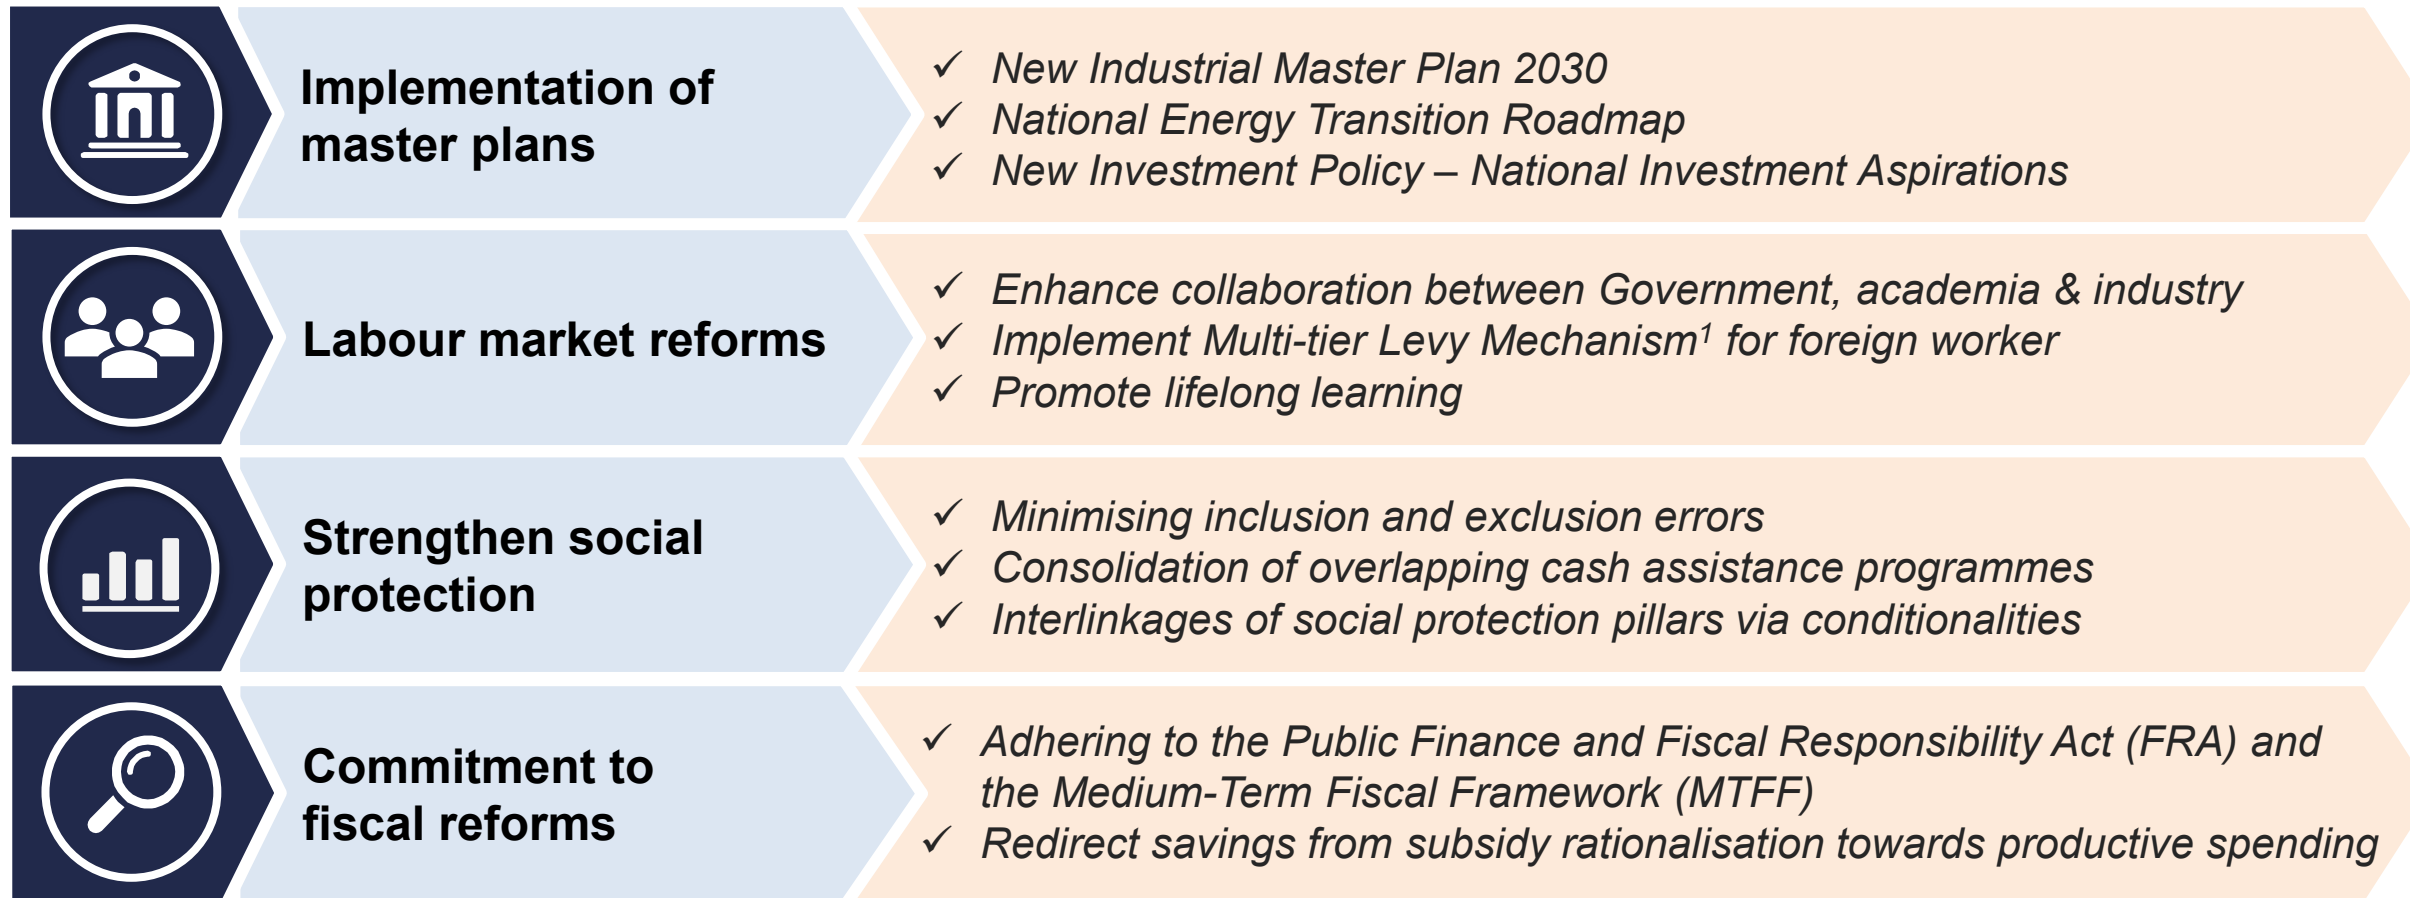 Implementation of
master plans
✓ New Industrial Master Plan 2030
✓ National Energy Transition Roadmap
✓ New Investment Policy – National Investment Aspirations
Labour market reforms
✓ Enhance collaboration between Government, academia & industry
✓ Implement Multi-tier Levy Mechanism¹ for foreign worker
✓ Promote lifelong learning
Strengthen social
protection
✓ Minimising inclusion and exclusion errors
✓ Consolidation of overlapping cash assistance programmes
✓ Interlinkages of social protection pillars via conditionalities
Commitment to
fiscal reforms
✓ Adhering to the Public Finance and Fiscal Responsibility Act (FRA) and
the Medium-Term Fiscal Framework (MTFF)
✓ Redirect savings from subsidy rationalisation towards productive spending